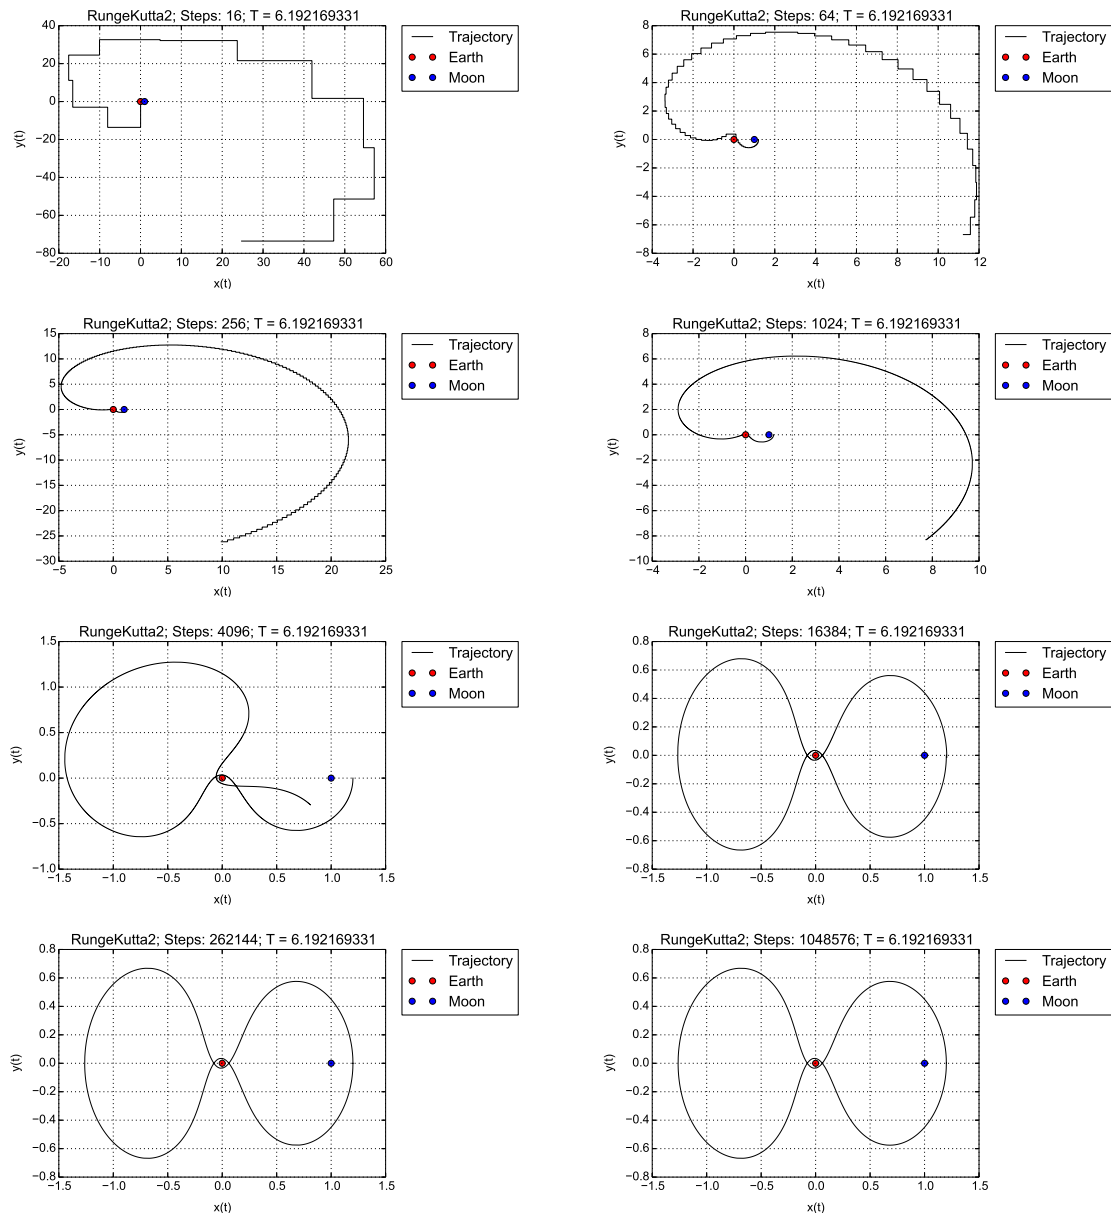 RungeKutta2; Steps: 16; T = 6.192169331
40
20
0
−20
−40
−60
−80
y(t)
−20 −10 0 10 20 30 40 50 60
x(t)
Trajectory
Earth
Moon
RungeKutta2; Steps: 64; T = 6.192169331
8
6
4
2
0
−2
−4
−6
−8
y(t)
−4 −2 0 2 4 6 8 10 12
x(t)
Trajectory
Earth
Moon
RungeKutta2; Steps: 256; T = 6.192169331
15
10
5
0
−5
−10
−15
−20
−25
−30
y(t)
−5 0 5 10 15 20 25
x(t)
Trajectory
Earth
Moon
RungeKutta2; Steps: 1024; T = 6.192169331
8
6
4
2
0
−2
−4
−6
−8
−10
y(t)
−4 −2 0 2 4 6 8 10
x(t)
Trajectory
Earth
Moon
RungeKutta2; Steps: 4096; T = 6.192169331
1.5
1.0
0.5
0.0
−0.5
−1.0
y(t)
−1.5 −1.0 −0.5 0.0 0.5 1.0 1.5
x(t)
Trajectory
Earth
Moon
RungeKutta2; Steps: 16384; T = 6.192169331
0.8
0.6
0.4
0.2
0.0
−0.2
−0.4
−0.6
−0.8
y(t)
−1.5 −1.0 −0.5 0.0 0.5 1.0 1.5
x(t)
Trajectory
Earth
Moon
RungeKutta2; Steps: 262144; T = 6.192169331
0.8
0.6
0.4
0.2
0.0
−0.2
−0.4
−0.6
−0.8
y(t)
−1.5 −1.0 −0.5 0.0 0.5 1.0 1.5
x(t)
Trajectory
Earth
Moon
RungeKutta2; Steps: 1048576; T = 6.192169331
0.8
0.6
0.4
0.2
0.0
−0.2
−0.4
−0.6
−0.8
y(t)
−1.5 −1.0 −0.5 0.0 0.5 1.0 1.5
x(t)
Trajectory
Earth
Moon